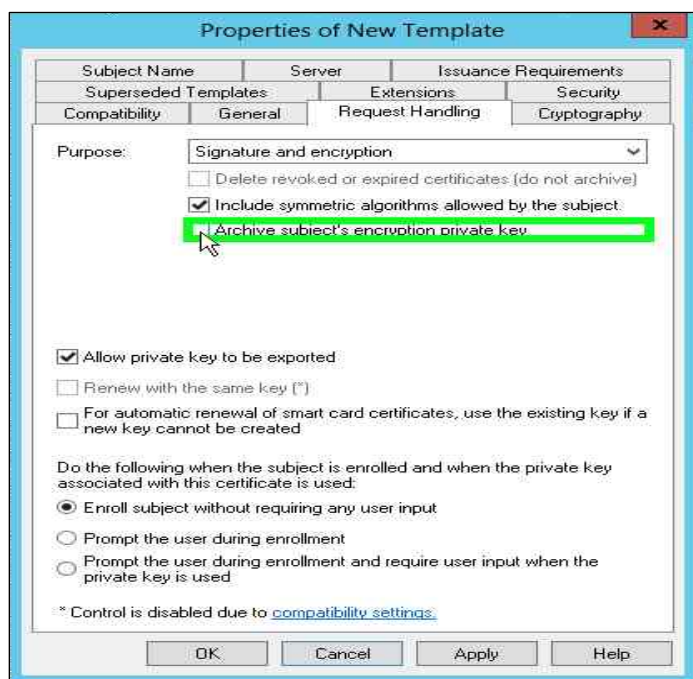 Properties of New Template
x
Subject Name Server Issuance Requirements
Superseded Templates Extensions Security
Compatibility General Request Handling Cryptography
Purpose: Signature and encryption
Delete revoked or expired certificates (do not archive)
Include symmetric algorithms allowed by the subject
Archive subject's encryption private key
Allow private key to be exported
Renew with the same key (*)
For automatic renewal of smart card certificates, use the existing key if a
new key cannot be created
Do the following when the subject is enrolled and when the private key
associated with this certificate is used:
Enroll subject without requiring any user input
Prompt the user during enrollment
Prompt the user during enrollment and require user input when the
private key is used
* Control is disabled due to compatibility settings.
OK Cancel Apply Help